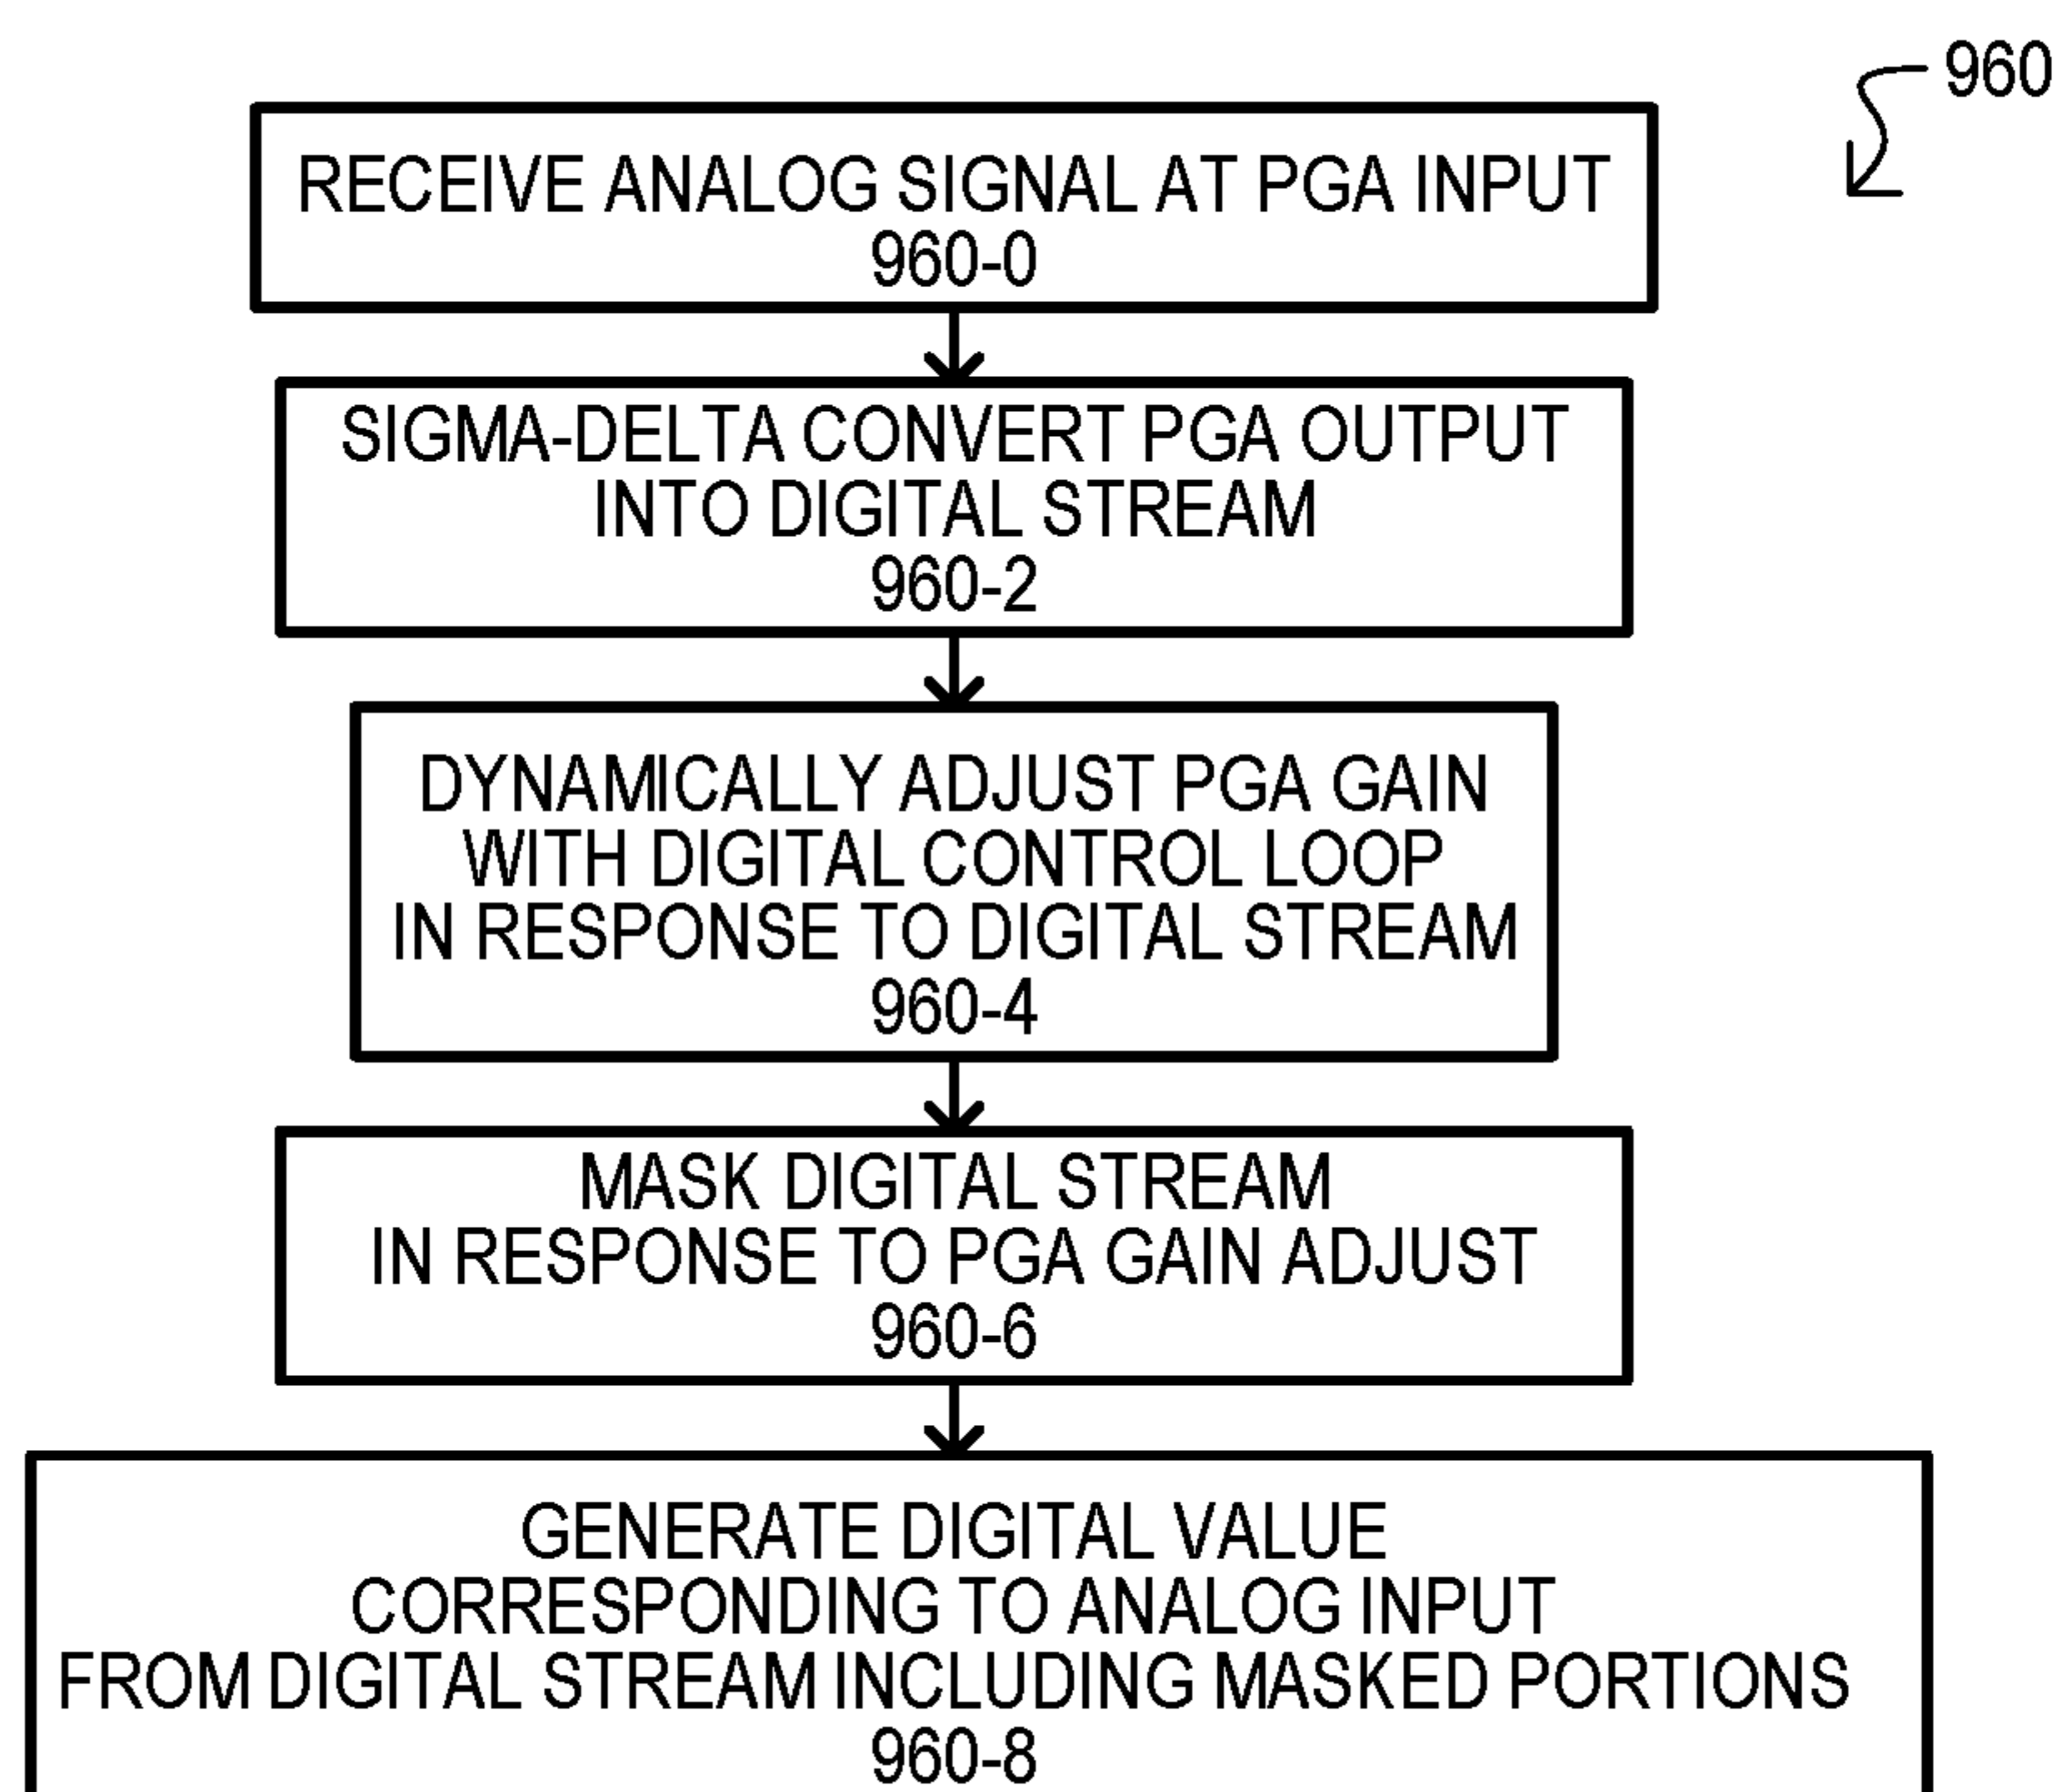 960
RECEIVE ANALOG SIGNAL AT PGA INPUT
960-0
SIGMA-DELTA CONVERT PGA OUTPUT
INTO DIGITAL STREAM
960-2
DYNAMICALLY ADJUST PGA GAIN
WITH DIGITAL CONTROL LOOP
IN RESPONSE TO DIGITAL STREAM
960-4
MASK DIGITAL STREAM
IN RESPONSE TO PGA GAIN ADJUST
960-6
GENERATE DIGITAL VALUE
CORRESPONDING TO ANALOG INPUT
FROM DIGITAL STREAM INCLUDING MASKED PORTIONS
960-8